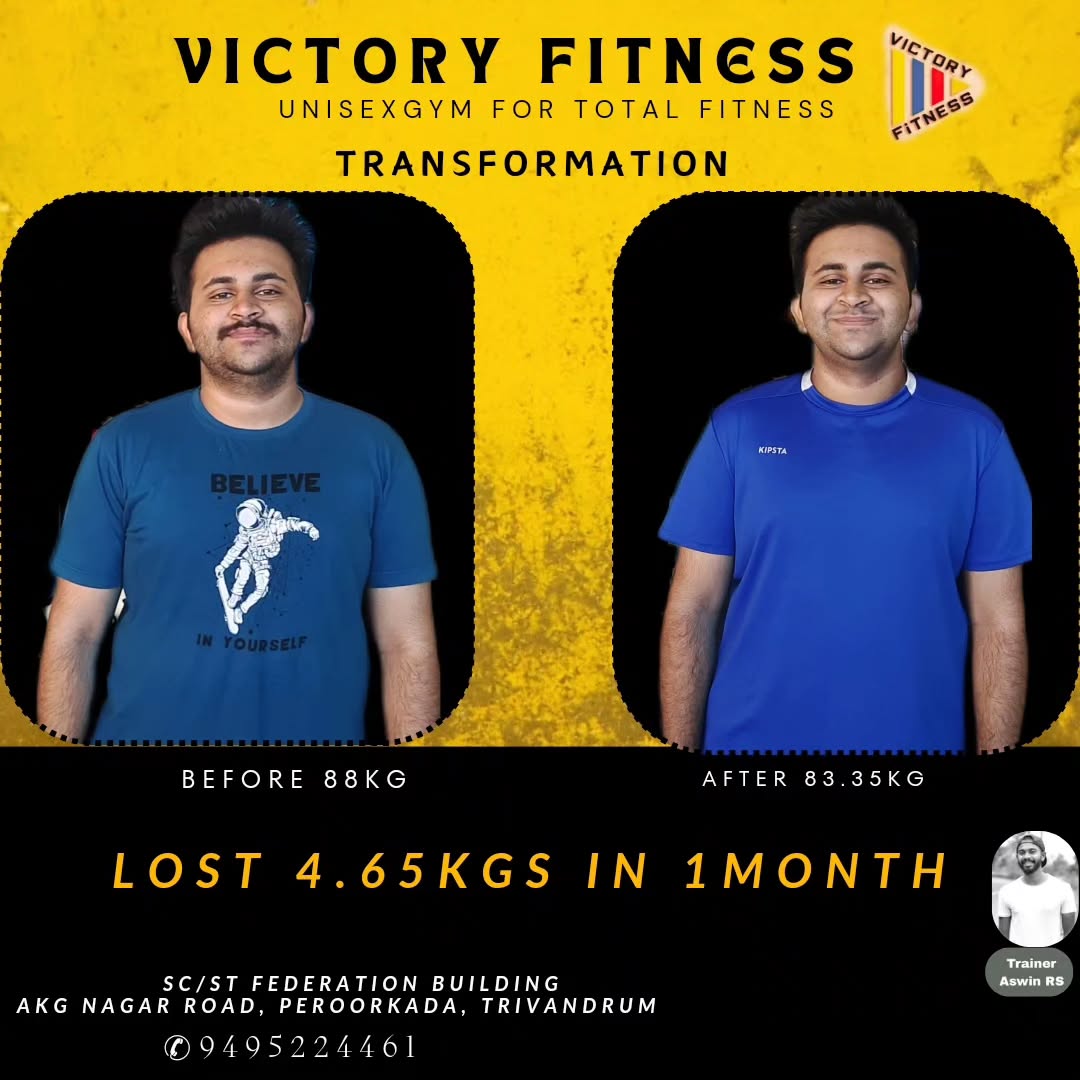 VICTORY FITNESS
UNISEXGYM FOR TOTAL FITNESS
VICTORY
FITNESS
TRANSFORMATION
BELIEVE
IN YOURSELF
KIPSTA
BEFORE 88KG
AFTER 83.35KG
LOST 4.65KGS IN 1MONTH
Trainer
Aswin RS
SC/ST FEDERATION BUILDING
AKG NAGAR ROAD, PEROORKADA, TRIVANDRUM
✆9495224461